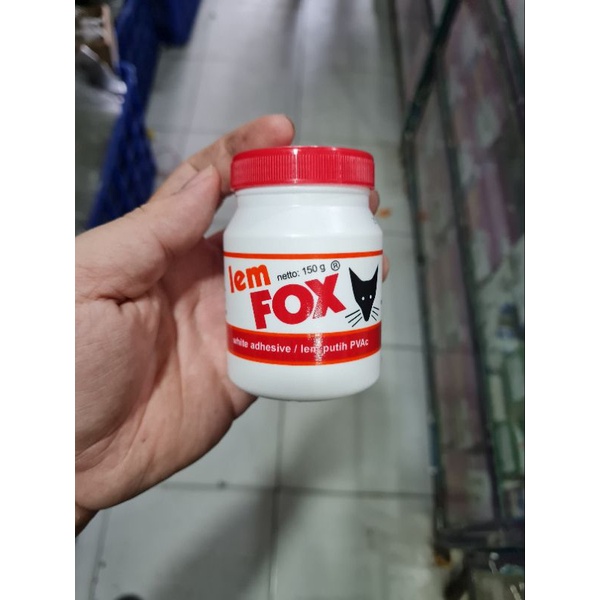 lem
netto: 150 g ®
FOX
white adhesive / lem putih PVAc